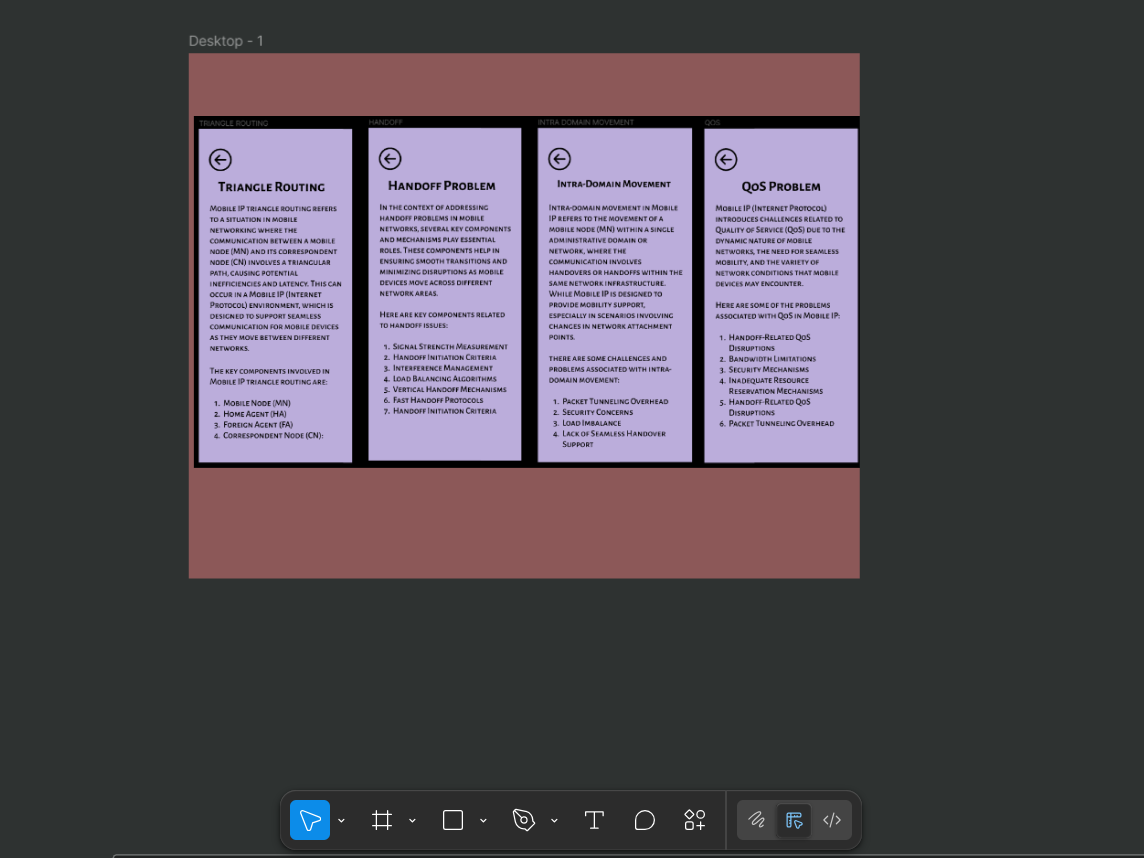 Desktop - 1
TRIANGLE ROUTING
Triangle Routing
Mobile IP triangle routing refers
to a situation in mobile
networking where the
communication between a mobile
node (MN) and its correspondent
node (CN) involves a triangular
path, causing potential
inefficiencies and latency. This can
occur in a Mobile IP (Internet
Protocol) environment, which is
designed to support seamless
communication for mobile devices
as they move between different
networks.
The key components involved in
Mobile IP triangle routing are:
1. Mobile Node (MN)
2. Home Agent (HA)
3. Foreign Agent (FA)
4. Correspondent Node (CN):
HANDOFF
Handoff Problem
In the context of addressing
handoff problems in mobile
networks, several key components
and mechanisms play essential
roles. These components help in
ensuring smooth transitions and
minimizing disruptions as mobile
devices move across different
network areas.
Here are key components related
to handoff issues:
1. Signal Strength Measurement
2. Handoff Initiation Criteria
3. Interference Management
4. Load Balancing Algorithms
5. Vertical Handoff Mechanisms
6. Fast Handoff Protocols
7. Handoff Initiation Criteria
INTRA DOMAIN MOVEMENT
Intra-Domain Movement
Intra-domain movement in Mobile
IP refers to the movement of a
mobile node (MN) within a single
administrative domain or
network, where the
communication involves
handovers or handoffs within the
same network infrastructure.
While Mobile IP is designed to
provide mobility support,
especially in scenarios involving
changes in network attachment
points.
there are some challenges and
problems associated with intra-
domain movement:
1. Packet Tunneling Overhead
2. Security Concerns
3. Load Imbalance
4. Lack of Seamless Handover
Support
QOS
QoS Problem
Mobile IP (Internet Protocol)
introduces challenges related to
Quality of Service (QoS) due to the
dynamic nature of mobile
networks, the need for seamless
mobility, and the variety of
network conditions that mobile
devices may encounter.
Here are some of the problems
associated with QoS in Mobile IP:
1. Handoff-Related QoS
Disruptions
2. Bandwidth Limitations
3. Security Mechanisms
4. Inadequate Resource
Reservation Mechanisms
5. Handoff-Related QoS
Disruptions
6. Packet Tunneling Overhead